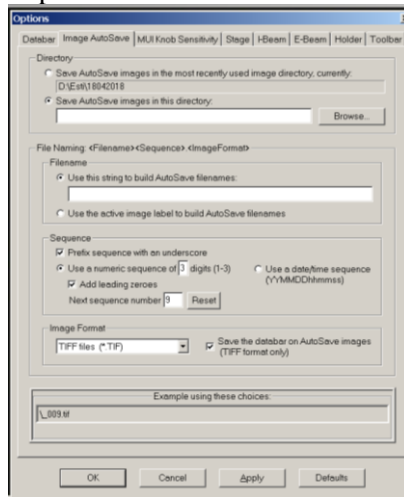 Options
Databar Image AutoSave MUI Knob Sensitivity Stage I-Beam E-Beam Holder Toolbar
Directory
Save AutoSave images in the most recently used image directory, currently:
D:\Esti\18042018
Save AutoSave images in this directory:
Browse...
File Naming: <Filename><Sequence>.<ImageFormat>
Filename
Use this string to build AutoSave filenames:
Use the active image label to build AutoSave filenames
Sequence
Prefix sequence with an underscore
Use a numeric sequence of 3 digits (1-3) Use a date/time sequence
(YYMMDDhhmmss)
Add leading zeroes
Next sequence number 9 Reset
Image Format
TIFF files (*.TIF) Save the databar on AutoSave images
(TIFF format only)
Example using these choices:
\_009.tif
OK Cancel Apply Defaults